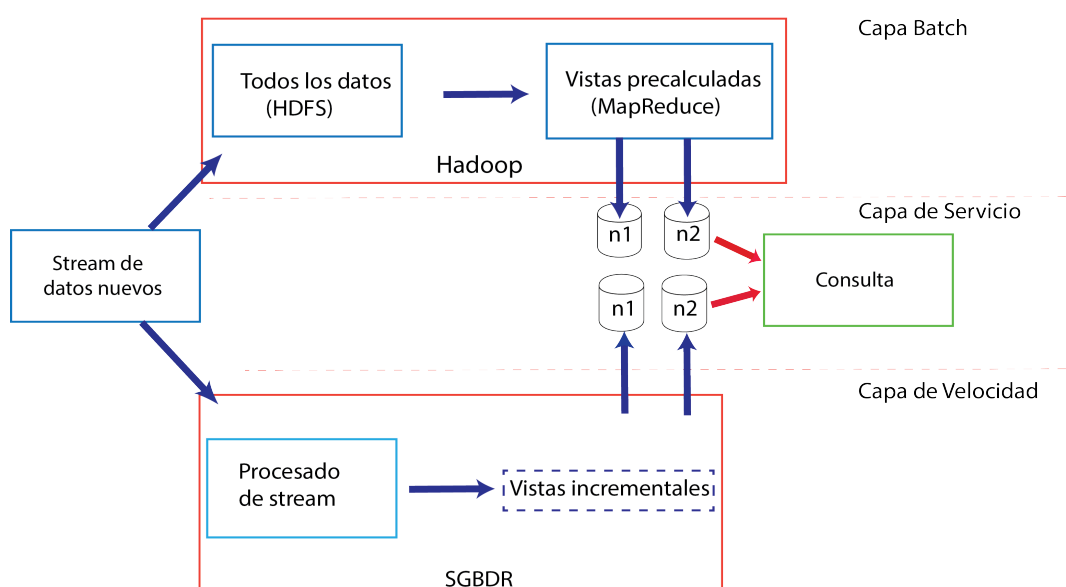 Capa Batch
Todos los datos
(HDFS)
Vistas precalculadas
(MapReduce)
Hadoop
Capa de Servicio
n1
n2
Stream de
datos nuevos
Consulta
n1
n2
Capa de Velocidad
Procesado
de stream
Vistas incrementales
SGBDR